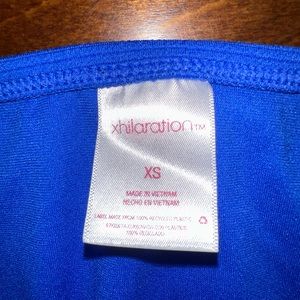 xhilaration™
XS
MADE IN VIETNAM
HECHO EN VIETNAM
LABEL MADE FROM 100% RECYCLED PLASTIC
100% RECICLADO